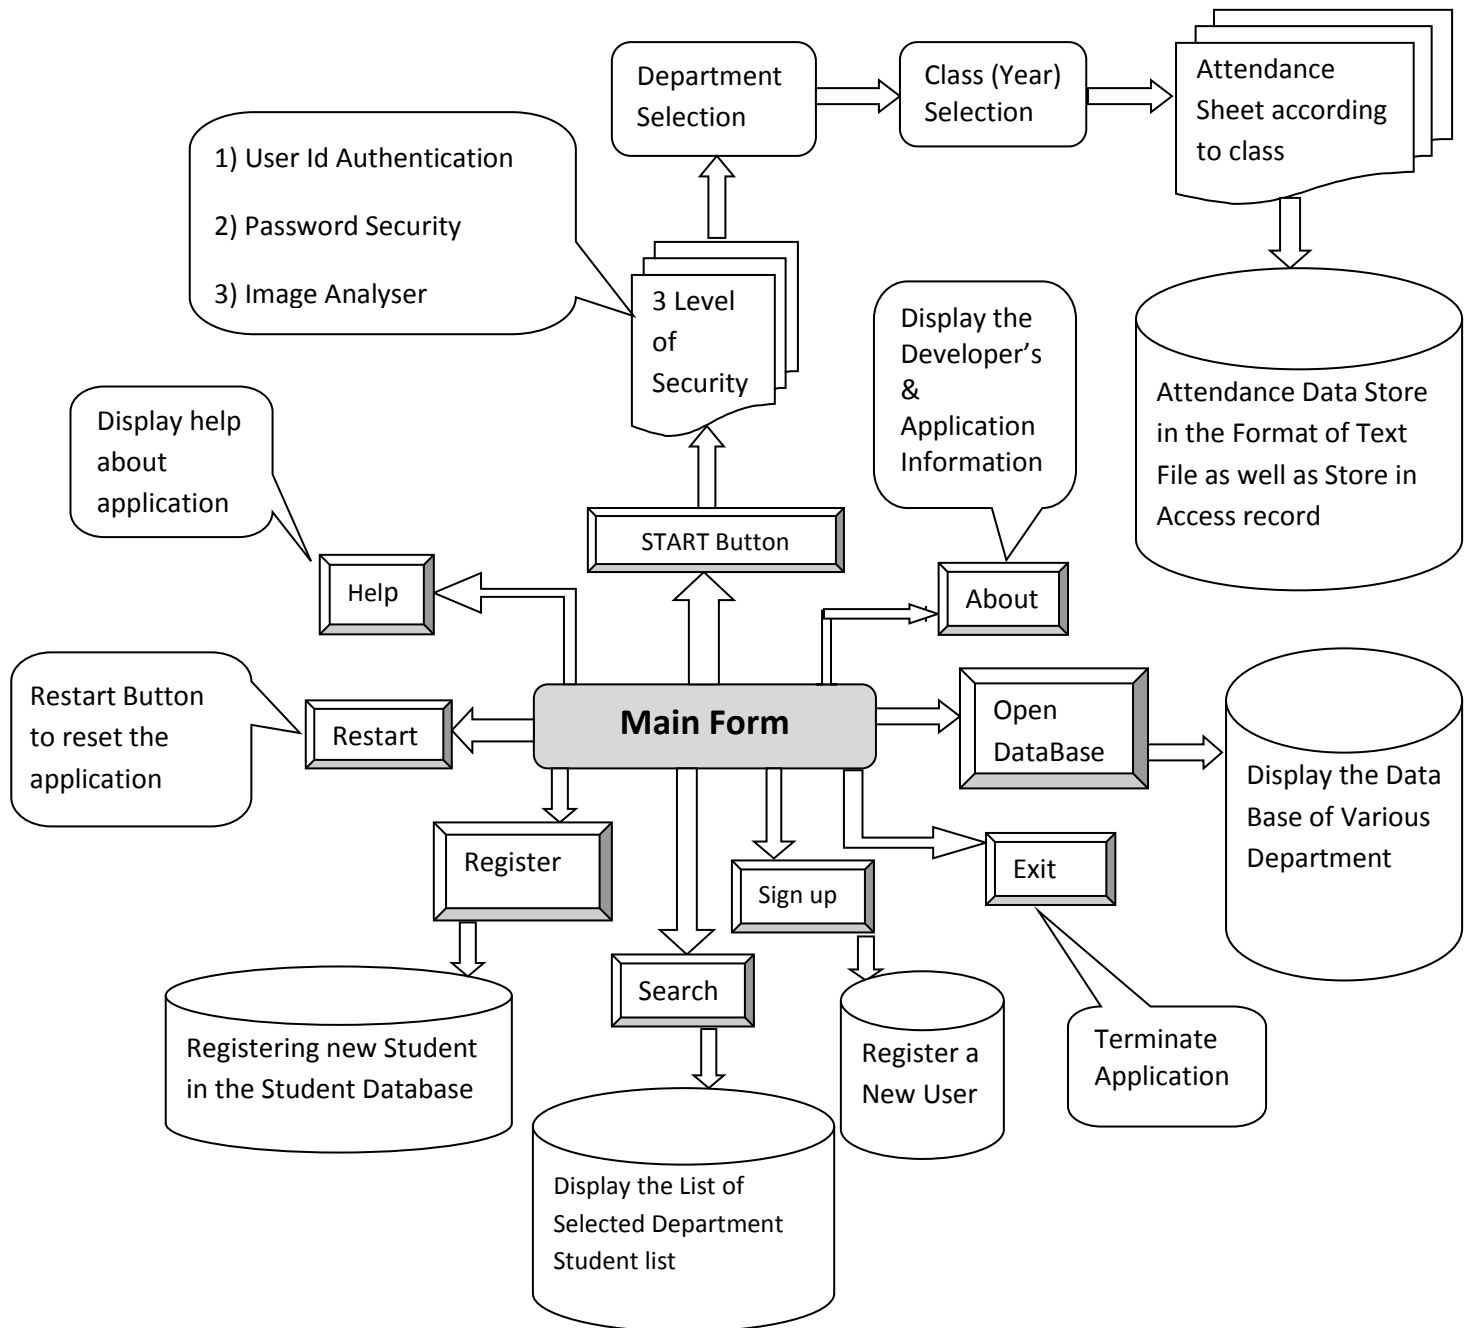 Department
Selection
Class (Year)
Selection
Attendance
Sheet according
to class
1) User Id Authentication
2) Password Security
3) Image Analyser
3 Level
of
Security
Display the
Developer’s
&
Application
Information
Attendance Data Store
in the Format of Text
File as well as Store in
Access record
Display help
about
application
START Button
Help
About
Restart Button
to reset the
application
Restart
Main Form
Open
DataBase
Display the Data
Base of Various
Department
Register
Sign up
Exit
Search
Registering new Student
in the Student Database
Register a
New User
Terminate
Application
Display the List of
Selected Department
Student list